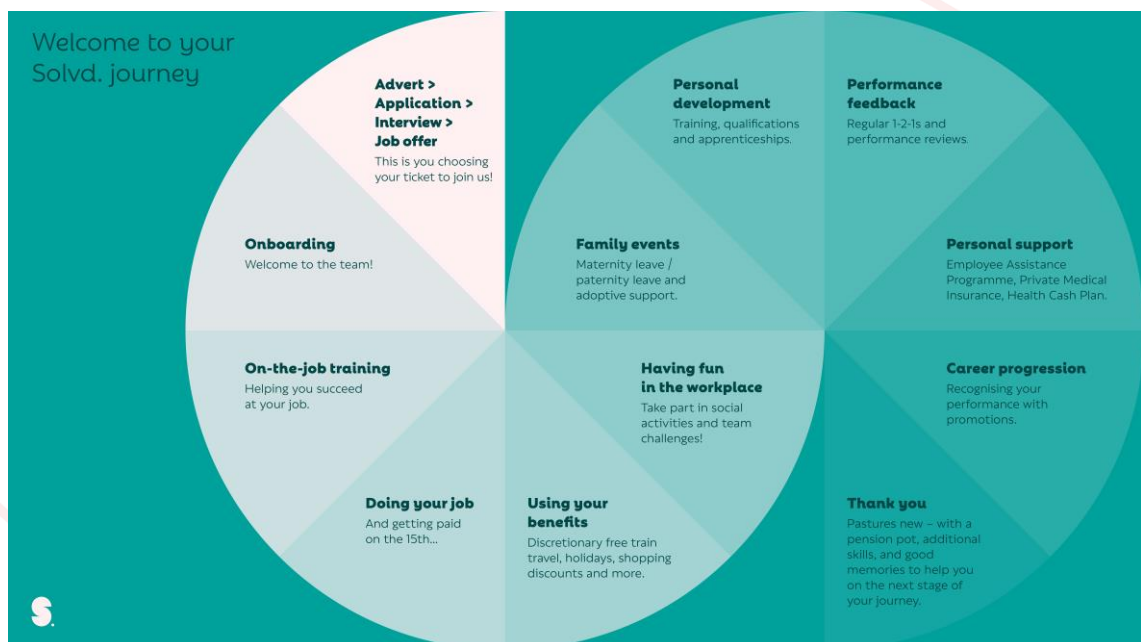 Welcome to your
Solvd. journey
Advert >
Application >
Interview >
Job offer
This is you choosing
your ticket to join us!
Onboarding
Welcome to the team!
On-the-job training
Helping you succeed
at your job.
Doing your job
And getting paid
on the 15th...
Using your
benefits
Discretionary free train
travel, holidays, shopping
discounts and more.
Having fun
in the workplace
Take part in social
activities and team
challenges!
Family events
Maternity leave /
paternity leave and
adoptive support.
Personal
development
Training, qualifications
and apprenticeships.
Performance
feedback
Regular 1-2-1s and
performance reviews.
Personal support
Employee Assistance
Programme, Private Medical
Insurance, Health Cash Plan.
Career progression
Recognising your
performance with
promotions.
Thank you
Pastures new – with a
pension pot, additional
skills, and good
memories to help you
on the next stage of
your journey.
S.